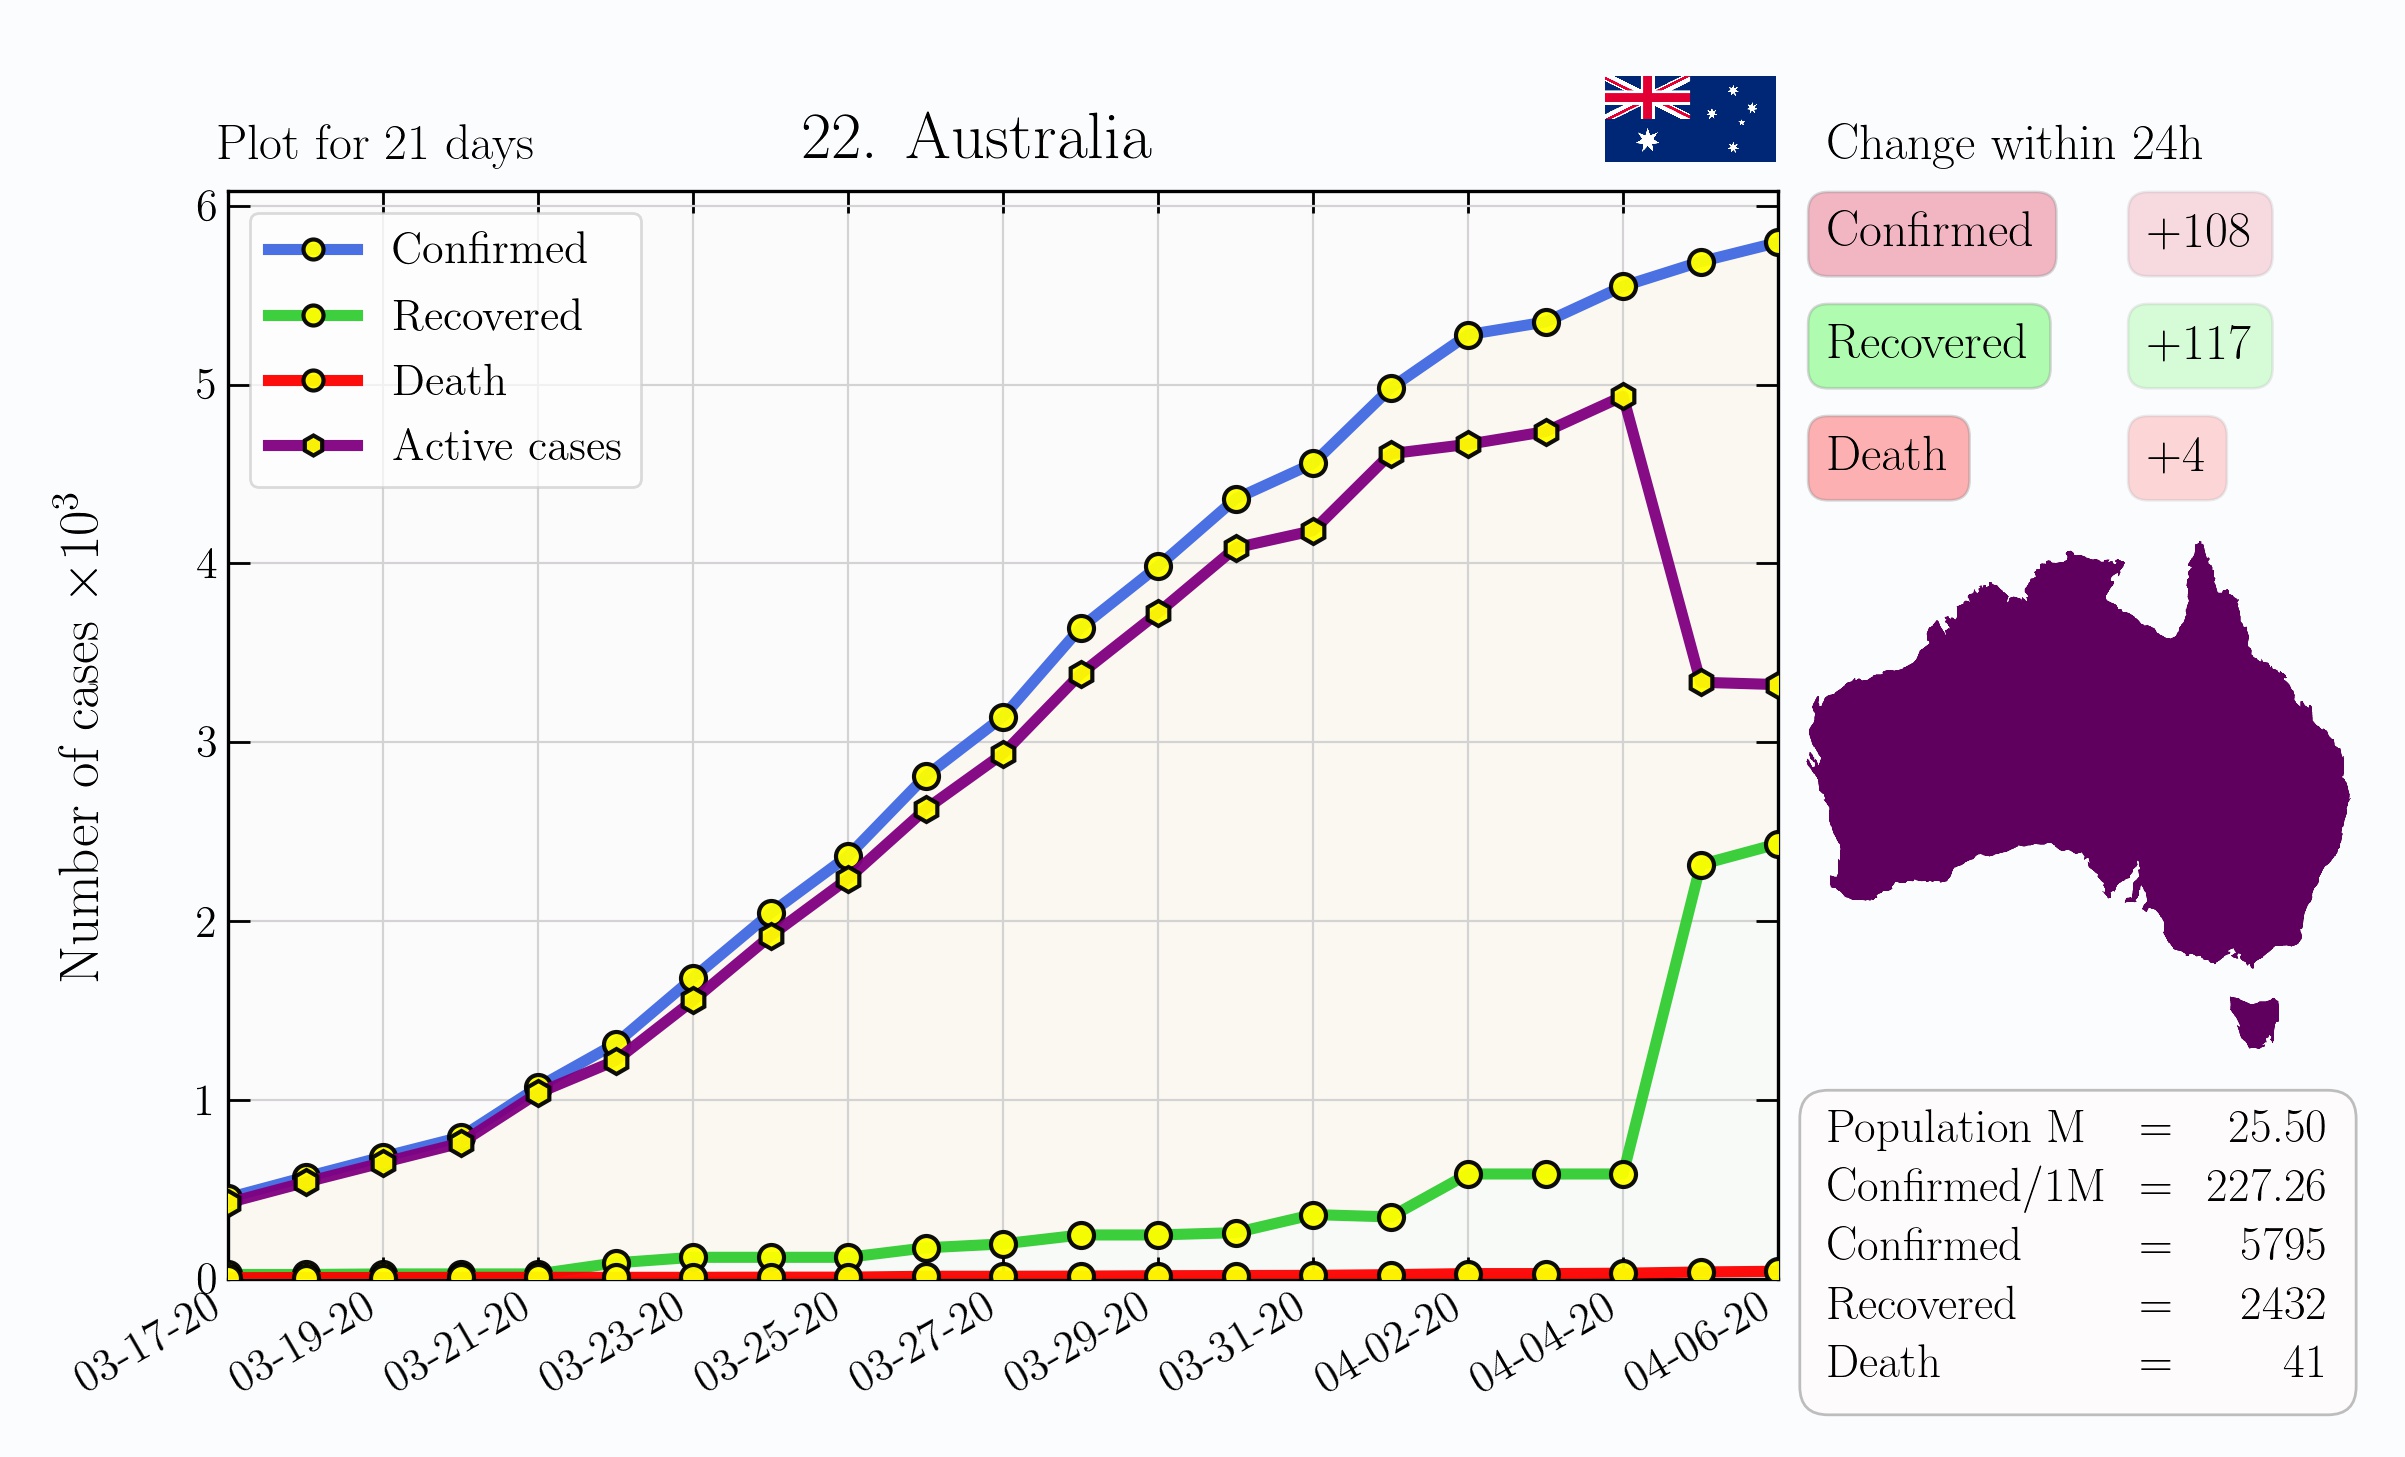 Plot for 21 days
22. Australia
Change within 24h
Confirmed +108
Recovered +117
Death +4
Confirmed
Recovered
Death
Active cases
Number of cases ×10³
6
5
4
3
2
1
0
03-17-20
03-19-20
03-21-20
03-23-20
03-25-20
03-27-20
03-29-20
03-31-20
04-02-20
04-04-20
04-06-20
Population M = 25.50
Confirmed/1M = 227.26
Confirmed = 5795
Recovered = 2432
Death = 41